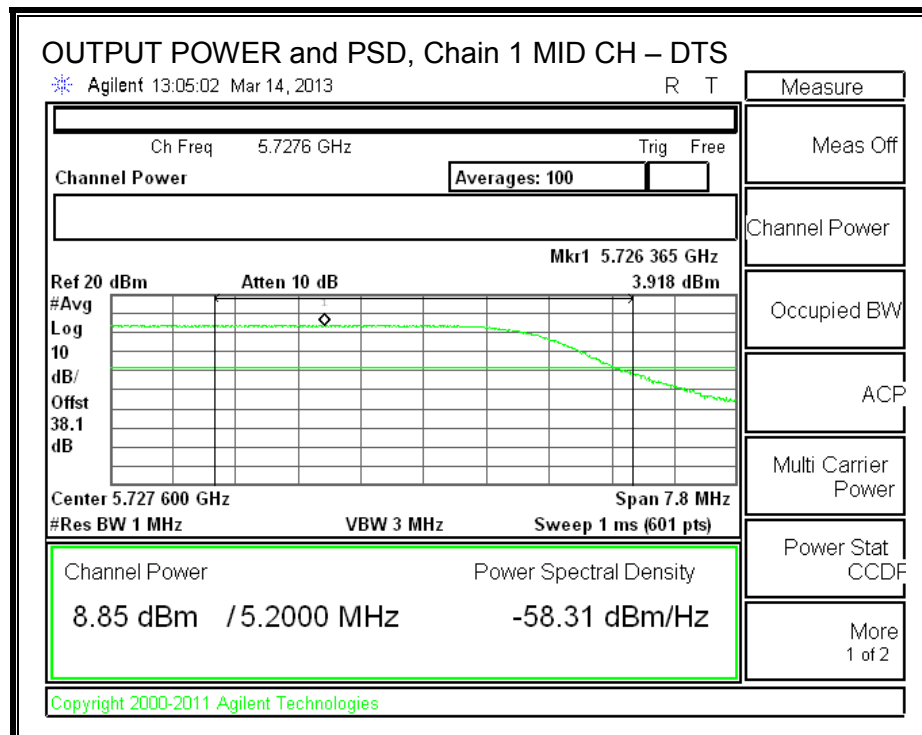 OUTPUT POWER and PSD, Chain 1 MID CH – DTS
Agilent 13:05:02 Mar 14, 2013 R T
Measure
Ch Freq 5.7276 GHz Trig Free
Meas Off
Channel Power Averages: 100
Channel Power
Mkr1 5.726 365 GHz
Ref 20 dBm Atten 10 dB 3.918 dBm
#Avg
1
Log
10
dB/
Offst
38.1
dB
Occupied BW
ACP
Multi Carrier
Power
Center 5.727 600 GHz Span 7.8 MHz
#Res BW 1 MHz VBW 3 MHz Sweep 1 ms (601 pts)
Power Stat
CCDF
Channel Power Power Spectral Density
8.85 dBm / 5.2000 MHz -58.31 dBm/Hz
More
1 of 2
Copyright 2000-2011 Agilent Technologies